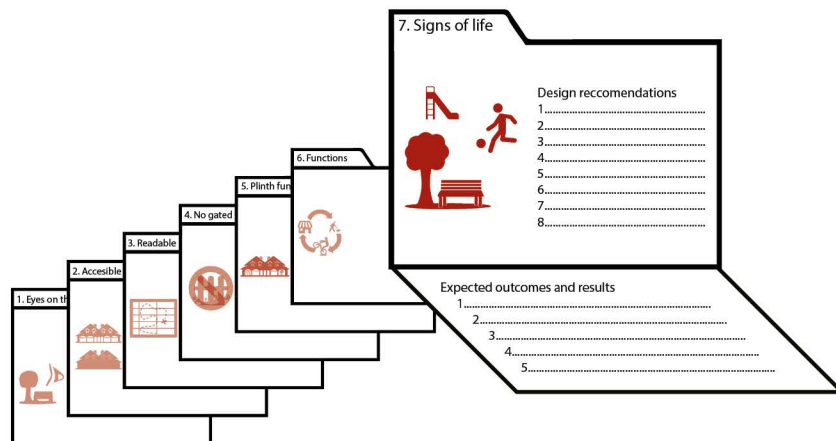 7. Signs of life
Design reccomendations
1
2
3
4
5
6
7
8
6. Functions
5. Plinth fun
4. No gated
3. Readable
2. Accesible
1. Eyes on th
Expected outcomes and results
1
2
3
4
5